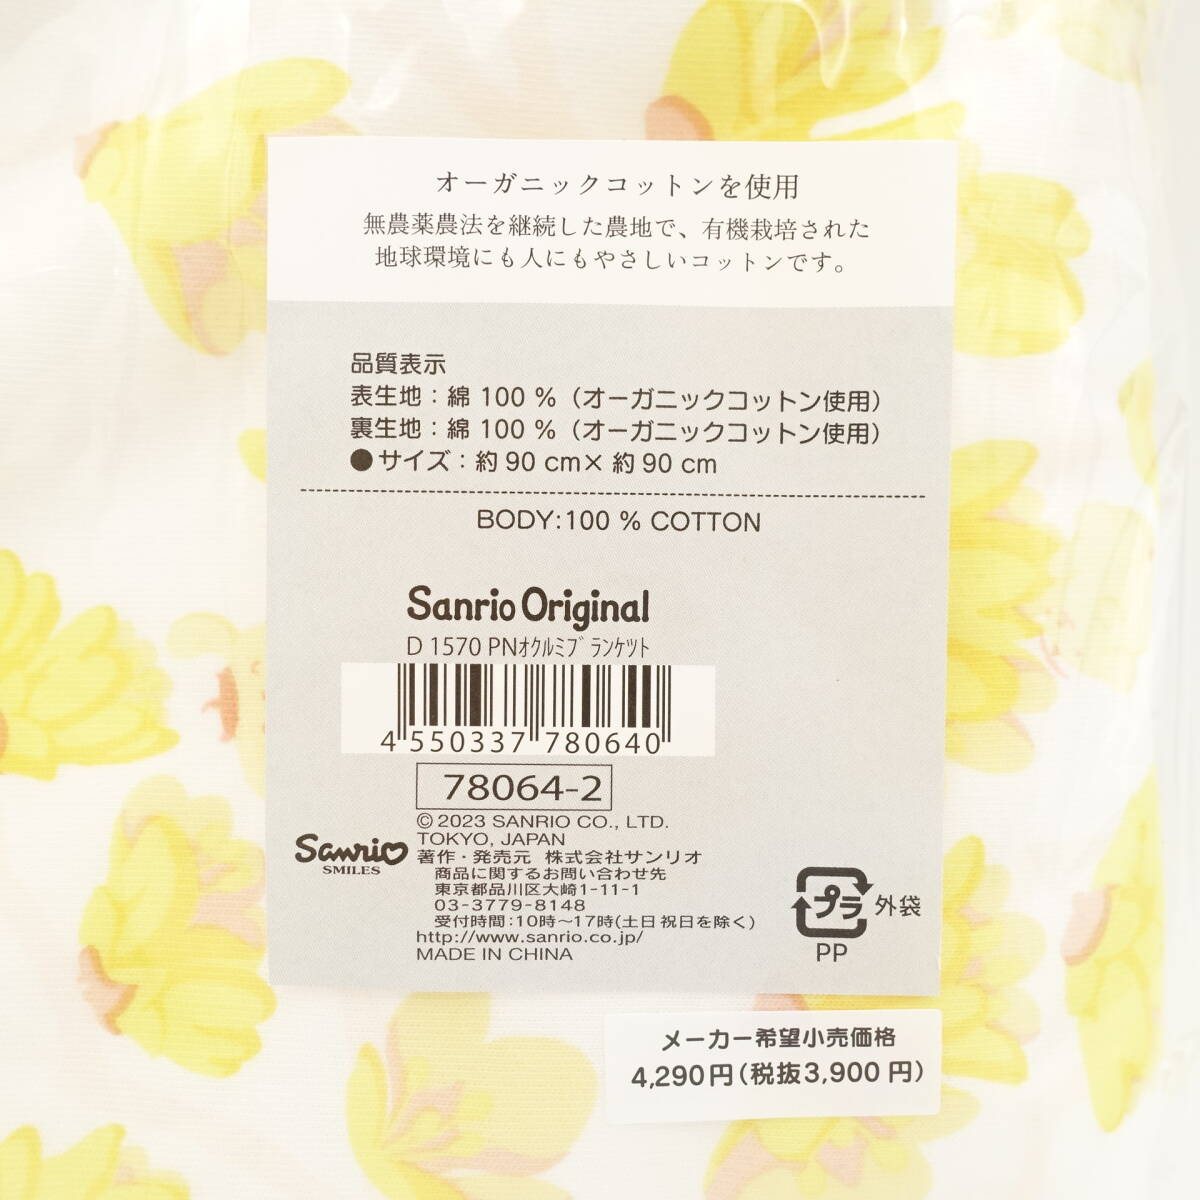 オーガニックコットンを使用
無農薬農法を継続した農地で、有機栽培された
地球環境にも人にもやさしいコットンです。
品質表示
表生地：綿 100 %（オーガニックコットン使用）
裏生地：綿 100 %（オーガニックコットン使用）
●サイズ：約 90 cm× 約 90 cm
BODY:100 % COTTON
Sanrio Original
D 1570 PNｵｸﾙﾐﾌﾞﾗﾝｹﾂﾄ
4 550337 780640
78064-2
© 2023 SANRIO CO., LTD.
TOKYO, JAPAN
Sanrio
SMILES
著作・発売元 株式会社サンリオ
商品に関するお問い合わせ先
東京都品川区大崎1-11-1
03-3779-8148
受付時間：10時〜17時(土日祝日を除く)
http://www.sanrio.co.jp/
MADE IN CHINA
プラ 外袋
PP
メーカー希望小売価格
4,290円(税抜3,900 円)